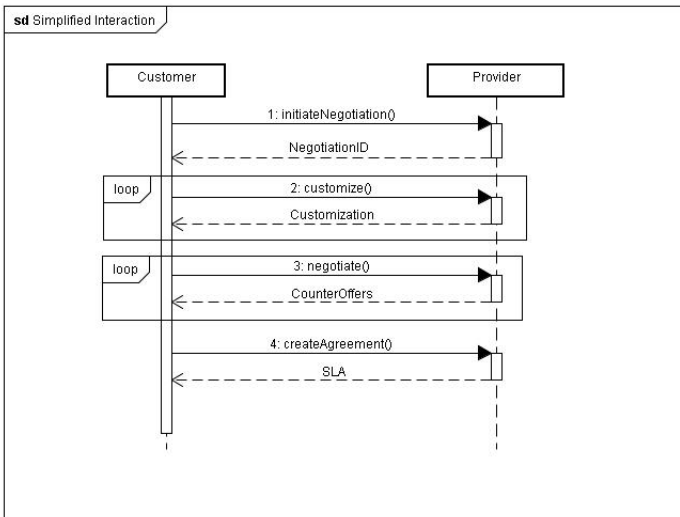 sd Simplified Interaction
Customer
Provider
1: initiateNegotiation()
NegotiationID
loop
2: customize()
Customization
loop
3: negotiate()
CounterOffers
4: createAgreement()
SLA